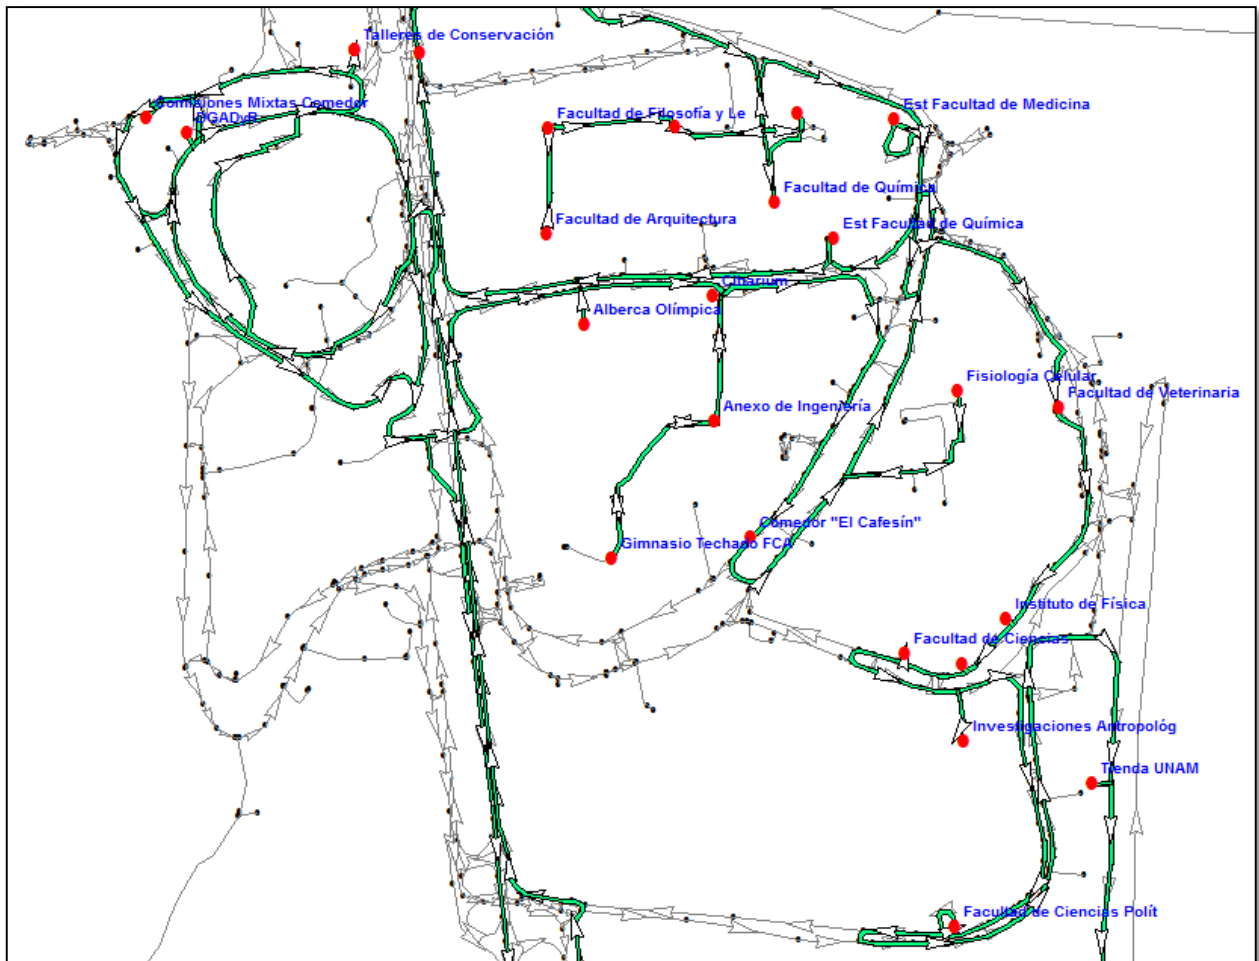 Talleres de Conservación
Comisiones Mixtas Comedor
DGADyR
Facultad de Filosofía y Le
Est Facultad de Medicina
Facultad de Química
Facultad de Arquitectura
Est Facultad de Química
Cibarium
Alberca Olímpica
Fisiología Celular
Facultad de Veterinaria
Anexo de Ingeniería
Comedor "El Cafesín"
Gimnasio Techado FCA
Instituto de Física
Facultad de Ciencias
Investigaciones Antropológ
Tienda UNAM
Facultad de Ciencias Polít